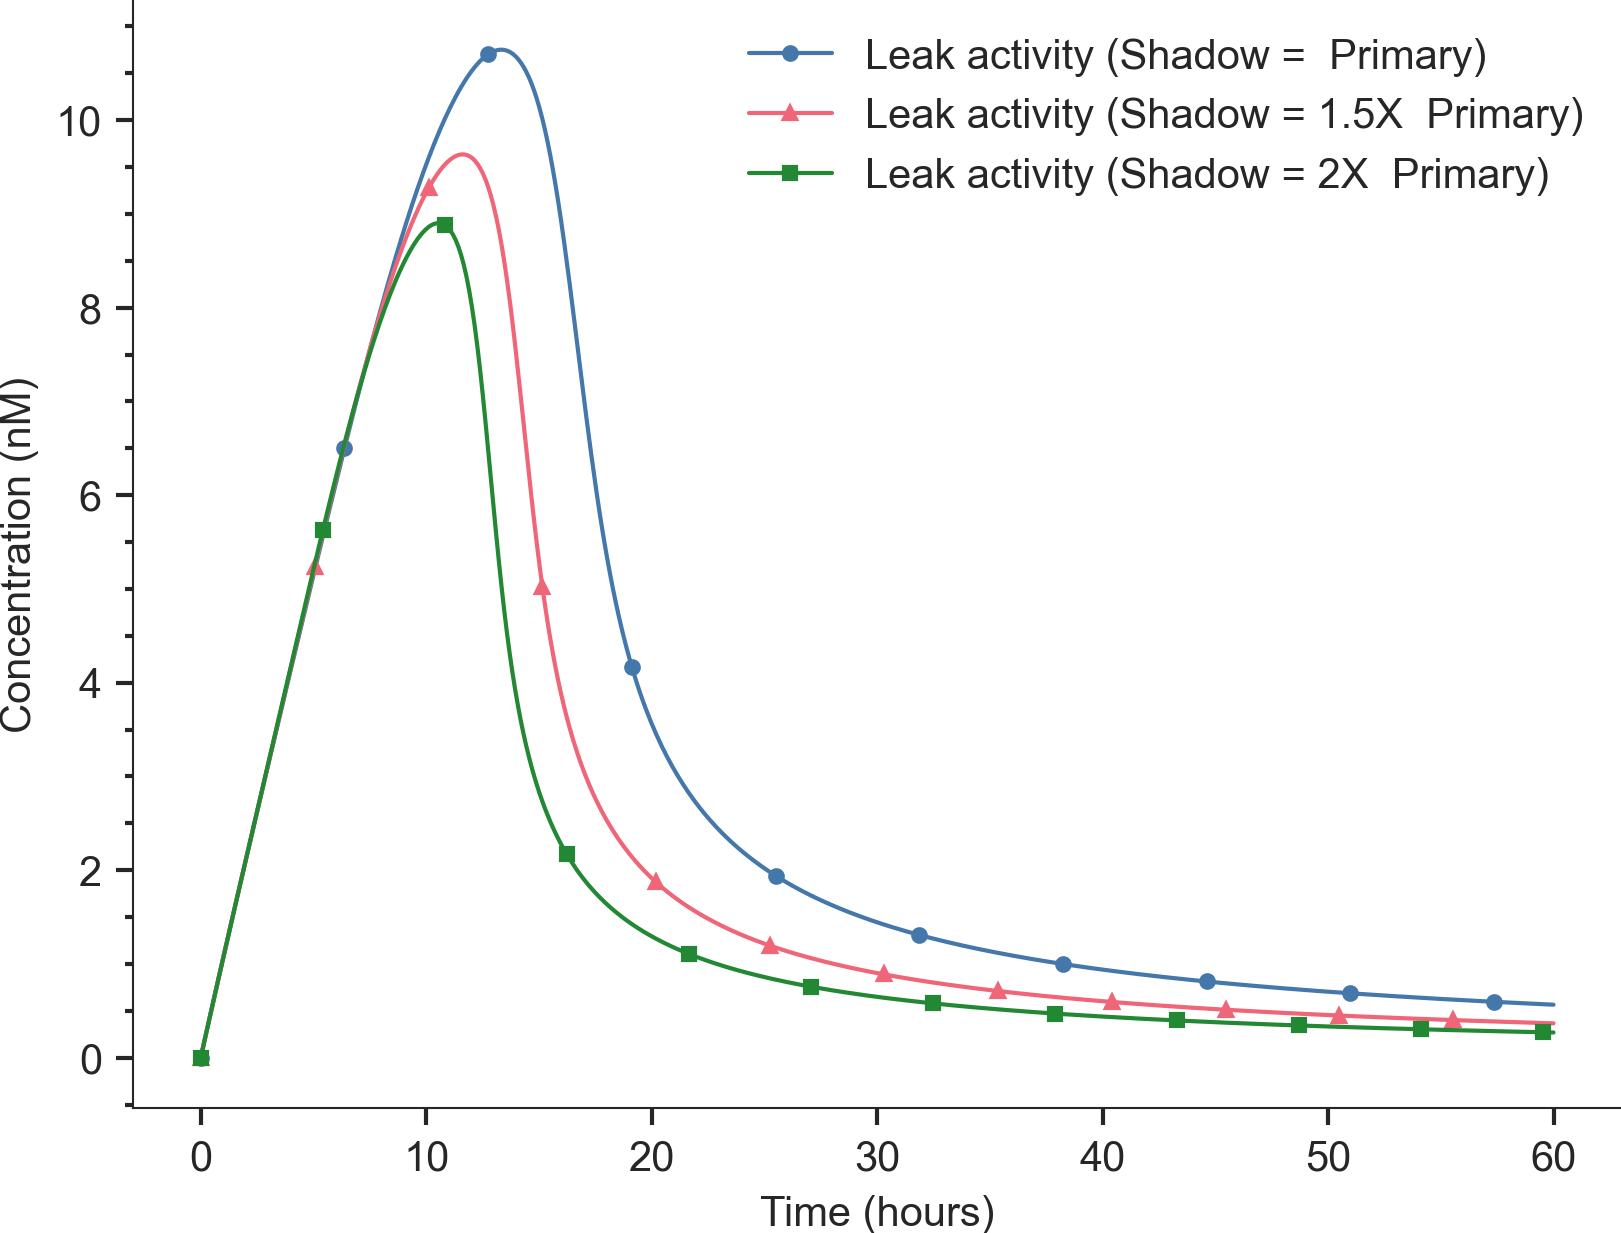 Leak activity (Shadow =  Primary)
Leak activity (Shadow = 1.5X  Primary)
Leak activity (Shadow = 2X  Primary)
Concentration (nM)
10
8
6
4
2
0
0 10 20 30 40 50 60
Time (hours)